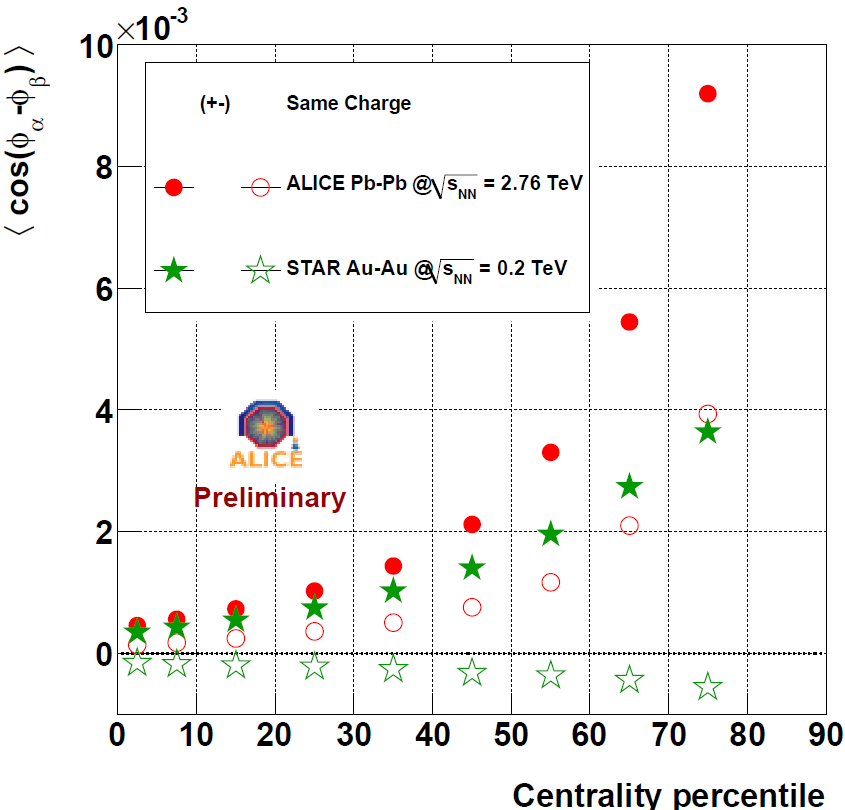 ×10⁻³
⟨ cos(ϕα-ϕβ) ⟩
10
8
6
4
2
0
(+-) Same Charge
ALICE Pb-Pb @√sNN = 2.76 TeV
STAR Au-Au @√sNN = 0.2 TeV
ALICE
Preliminary
0 10 20 30 40 50 60 70 80 90
Centrality percentile